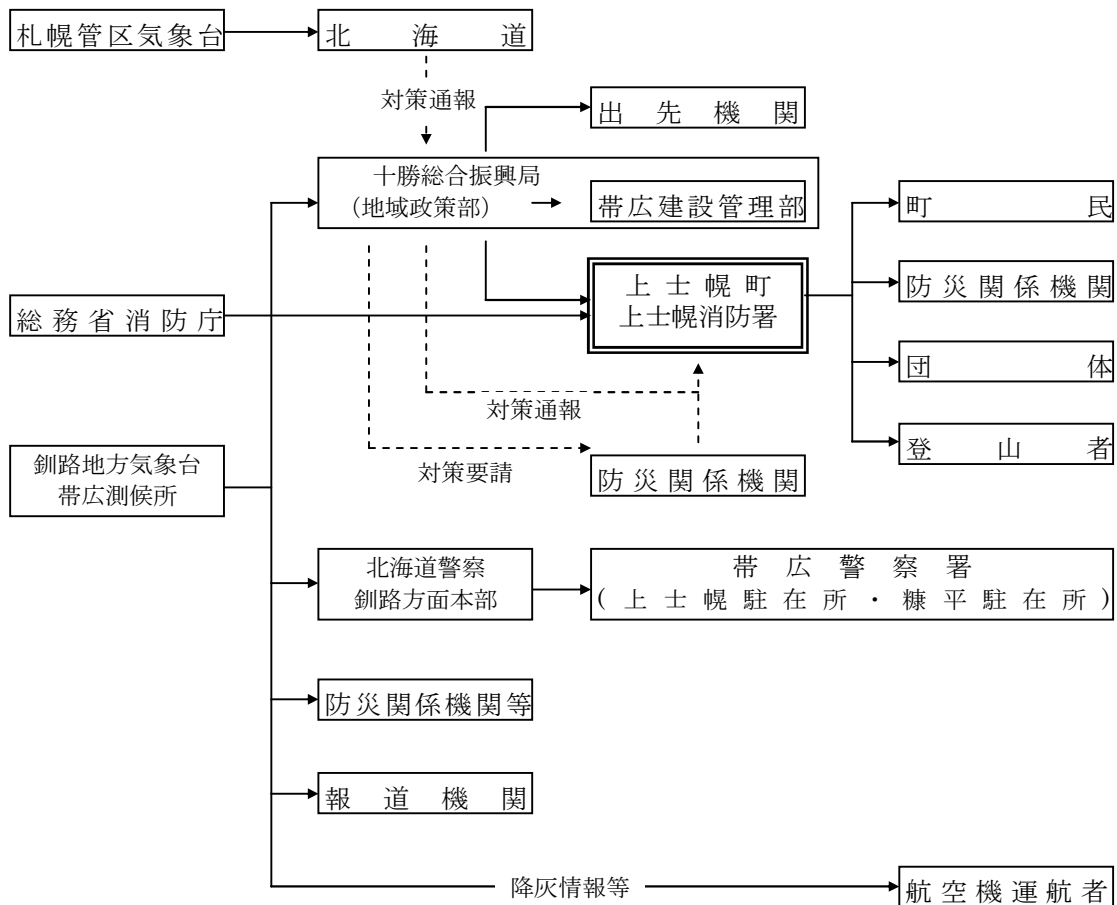 札幌管区気象台
北海道
対策通報
出先機関
十勝総合振興局
(地域政策部)
帯広建設管理部
町民
防災関係機関
上士幌町
上士幌消防署
総務省消防庁
団体
対策通報
登山者
対策要請
防災関係機関
釧路地方気象台
帯広測候所
北海道警察
釧路方面本部
帯広警察署
(上士幌駐在所・糠平駐在所)
防災関係機関等
報道機関
降灰情報等
航空機運航者